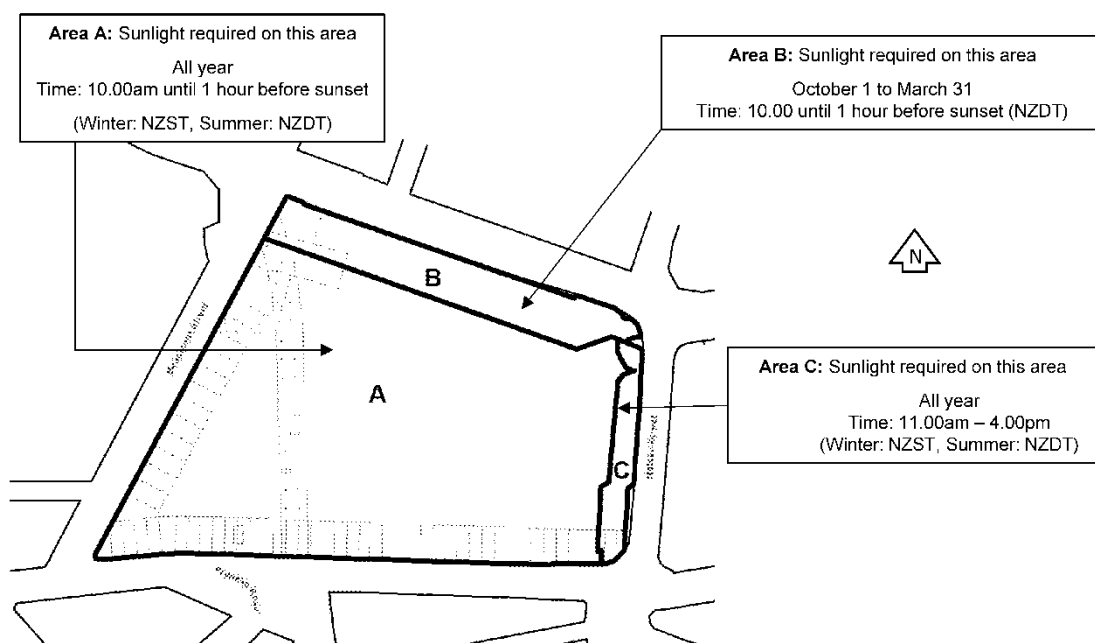 Area A: Sunlight required on this area
All year
Time: 10.00am until 1 hour before sunset
(Winter: NZST, Summer: NZDT)
Area B: Sunlight required on this area
October 1 to March 31
Time: 10.00 until 1 hour before sunset (NZDT)
B
N
A
Area C: Sunlight required on this area
All year
Time: 11.00am – 4.00pm
(Winter: NZST, Summer: NZDT)
C